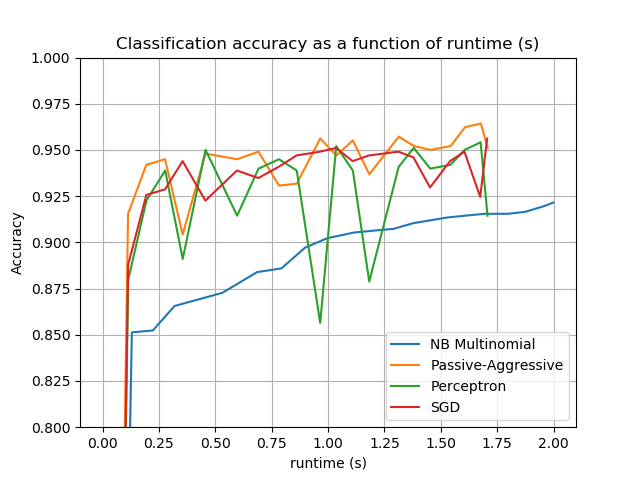 Classification accuracy as a function of runtime (s)
1.000
0.975
0.950
0.925
0.900
0.875
0.850
0.825
0.800
Accuracy
NB Multinomial
Passive-Aggressive
Perceptron
SGD
0.00 0.25 0.50 0.75 1.00 1.25 1.50 1.75 2.00
runtime (s)